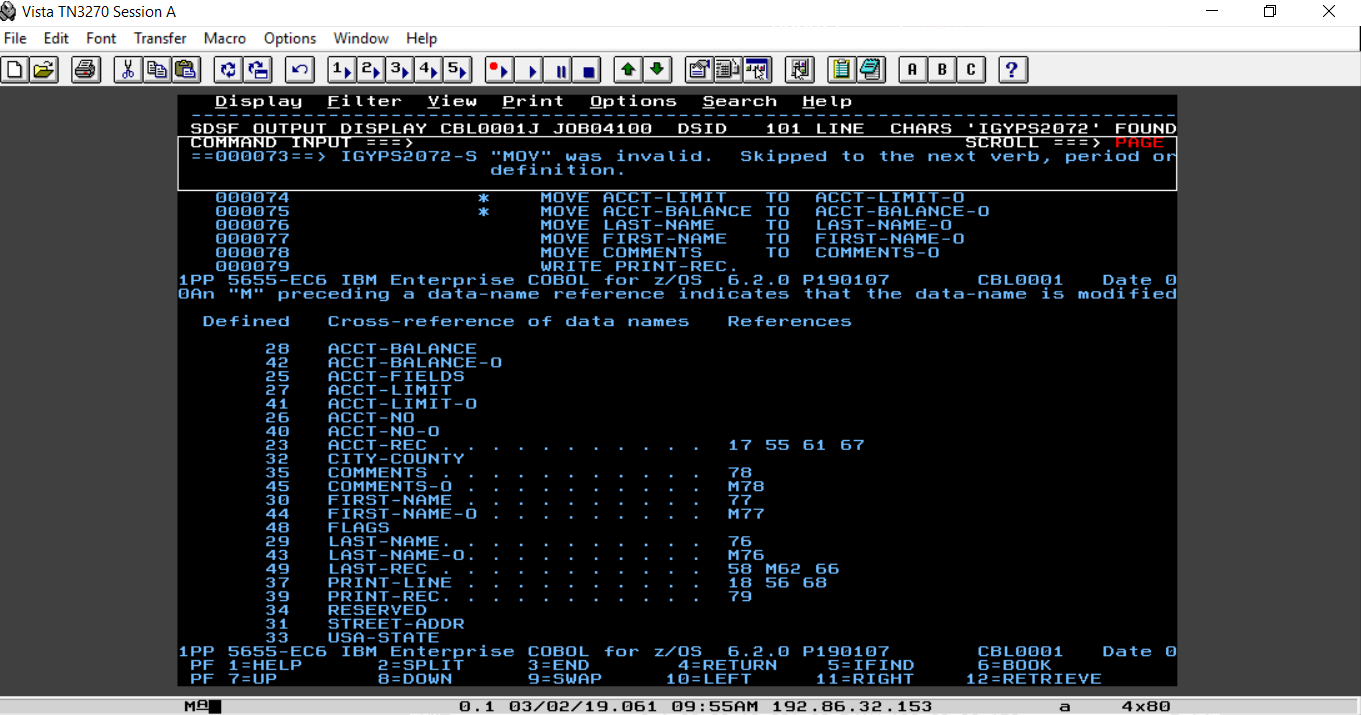 Vista TN3270 Session A
File Edit Font Transfer Macro Options Window Help
1 2 3 4 5 A B C ?
Display Filter View Print Options Search Help
SDSF OUTPUT DISPLAY CBL0001J JOB04100 DSID 101 LINE CHARS 'IGYPS2072' FOUND
COMMAND INPUT ===> SCROLL ===> PAGE
==000073==> IGYPS2072-S "MOV" was invalid. Skipped to the next verb, period or
definition.
000074 * MOVE ACCT-LIMIT TO ACCT-LIMIT-O
000075 * MOVE ACCT-BALANCE TO ACCT-BALANCE-O
000076 MOVE LAST-NAME TO LAST-NAME-O
000077 MOVE FIRST-NAME TO FIRST-NAME-O
000078 MOVE COMMENTS TO COMMENTS-O
000079 WRITE PRINT-REC.
1PP 5655-EC6 IBM Enterprise COBOL for z/OS 6.2.0 P190107 CBL0001 Date 0
0An "M" preceding a data-name reference indicates that the data-name is modified
Defined Cross-reference of data names References
28 ACCT-BALANCE
42 ACCT-BALANCE-O
25 ACCT-FIELDS
27 ACCT-LIMIT
41 ACCT-LIMIT-O
26 ACCT-NO
40 ACCT-NO-O
23 ACCT-REC . . . . . . . . . . . 17 55 61 67
32 CITY-COUNTY
35 COMMENTS . . . . . . . . . . . 78
45 COMMENTS-O . . . . . . . . . . M78
30 FIRST-NAME . . . . . . . . . . 77
44 FIRST-NAME-O . . . . . . . . . M77
48 FLAGS
29 LAST-NAME. . . . . . . . . . . 76
43 LAST-NAME-O. . . . . . . . . . M76
49 LAST-REC . . . . . . . . . . . 58 M62 66
37 PRINT-LINE . . . . . . . . . . 18 56 68
39 PRINT-REC. . . . . . . . . . . 79
34 RESERVED
31 STREET-ADDR
33 USA-STATE
1PP 5655-EC6 IBM Enterprise COBOL for z/OS 6.2.0 P190107 CBL0001 Date 0
PF 1=HELP 2=SPLIT 3=END 4=RETURN 5=IFIND 6=BOOK
PF 7=UP 8=DOWN 9=SWAP 10=LEFT 11=RIGHT 12=RETRIEVE
MA 0.1 03/02/19.061 09:55AM 192.86.32.153 a 4x80